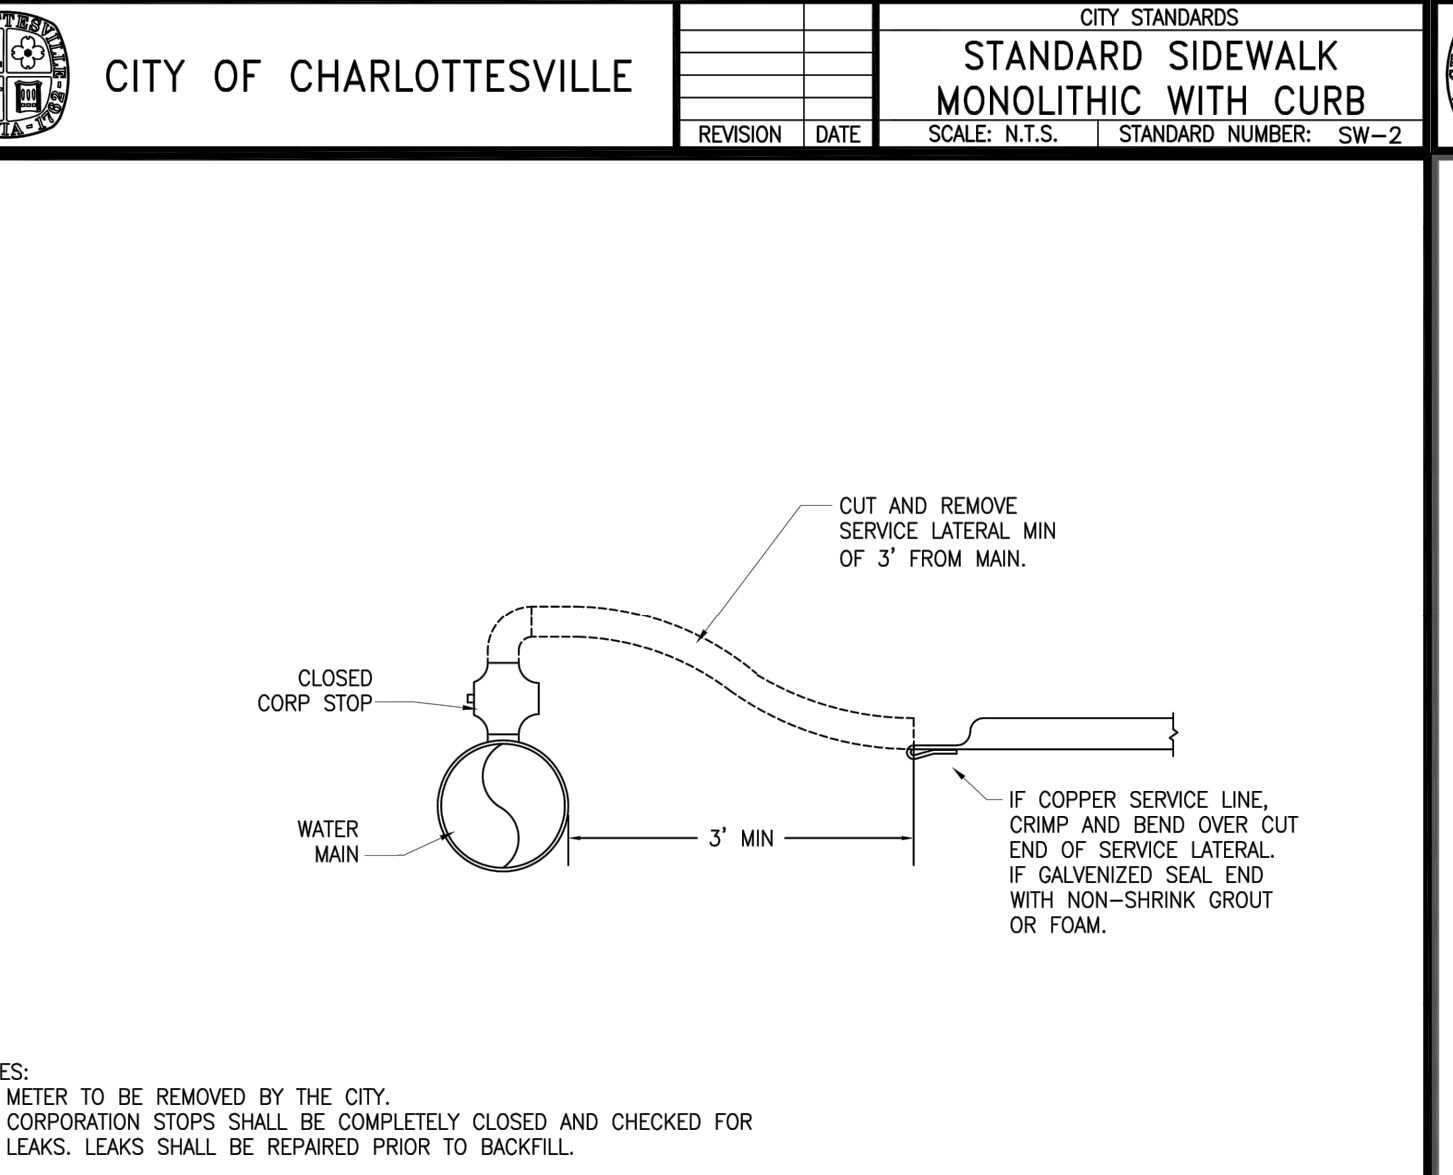 CITY OF CHARLOTTESVILLE
REVISION DATE
CITY STANDARDS
STANDARD SIDEWALK
MONOLITHIC WITH CURB
SCALE: N.T.S. STANDARD NUMBER: SW-2
CUT AND REMOVE
SERVICE LATERAL MIN
OF 3' FROM MAIN.
CLOSED
CORP STOP
WATER
MAIN
3' MIN
IF COPPER SERVICE LINE,
CRIMP AND BEND OVER CUT
END OF SERVICE LATERAL.
IF GALVENIZED SEAL END
WITH NON-SHRINK GROUT
OR FOAM.
ES:
METER TO BE REMOVED BY THE CITY.
CORPORATION STOPS SHALL BE COMPLETELY CLOSED AND CHECKED FOR
LEAKS. LEAKS SHALL BE REPAIRED PRIOR TO BACKFILL.